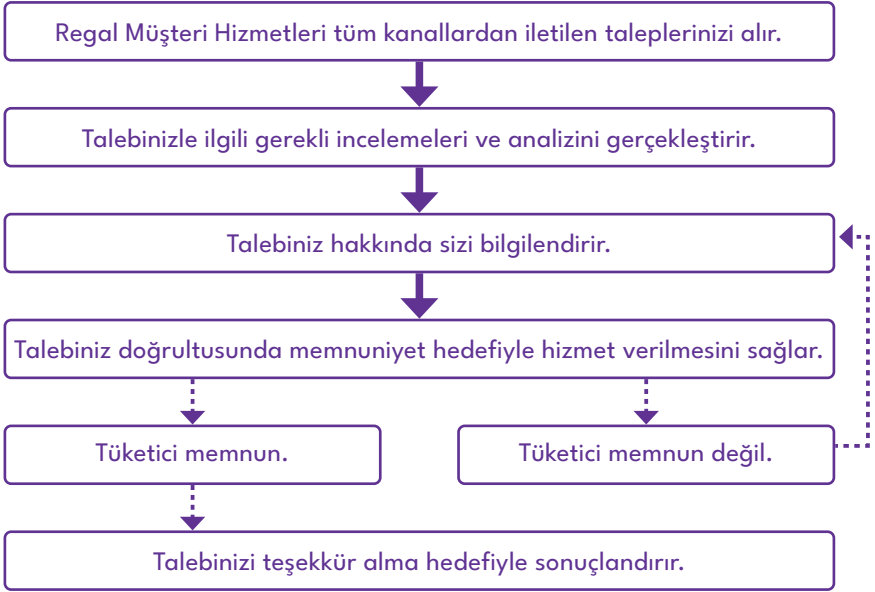 Regal Müşteri Hizmetleri tüm kanallardan iletilen taleplerinizi alır.
Talebinizle ilgili gerekli incelemeleri ve analizini gerçekleştirir.
Talebiniz hakkında sizi bilgilendirir.
Talebiniz doğrultusunda memnuniyet hedefiyle hizmet verilmesini sağlar.
Tüketici memnun.
Tüketici memnun değil.
Talebinizi teşekkür alma hedefiyle sonuçlandırır.